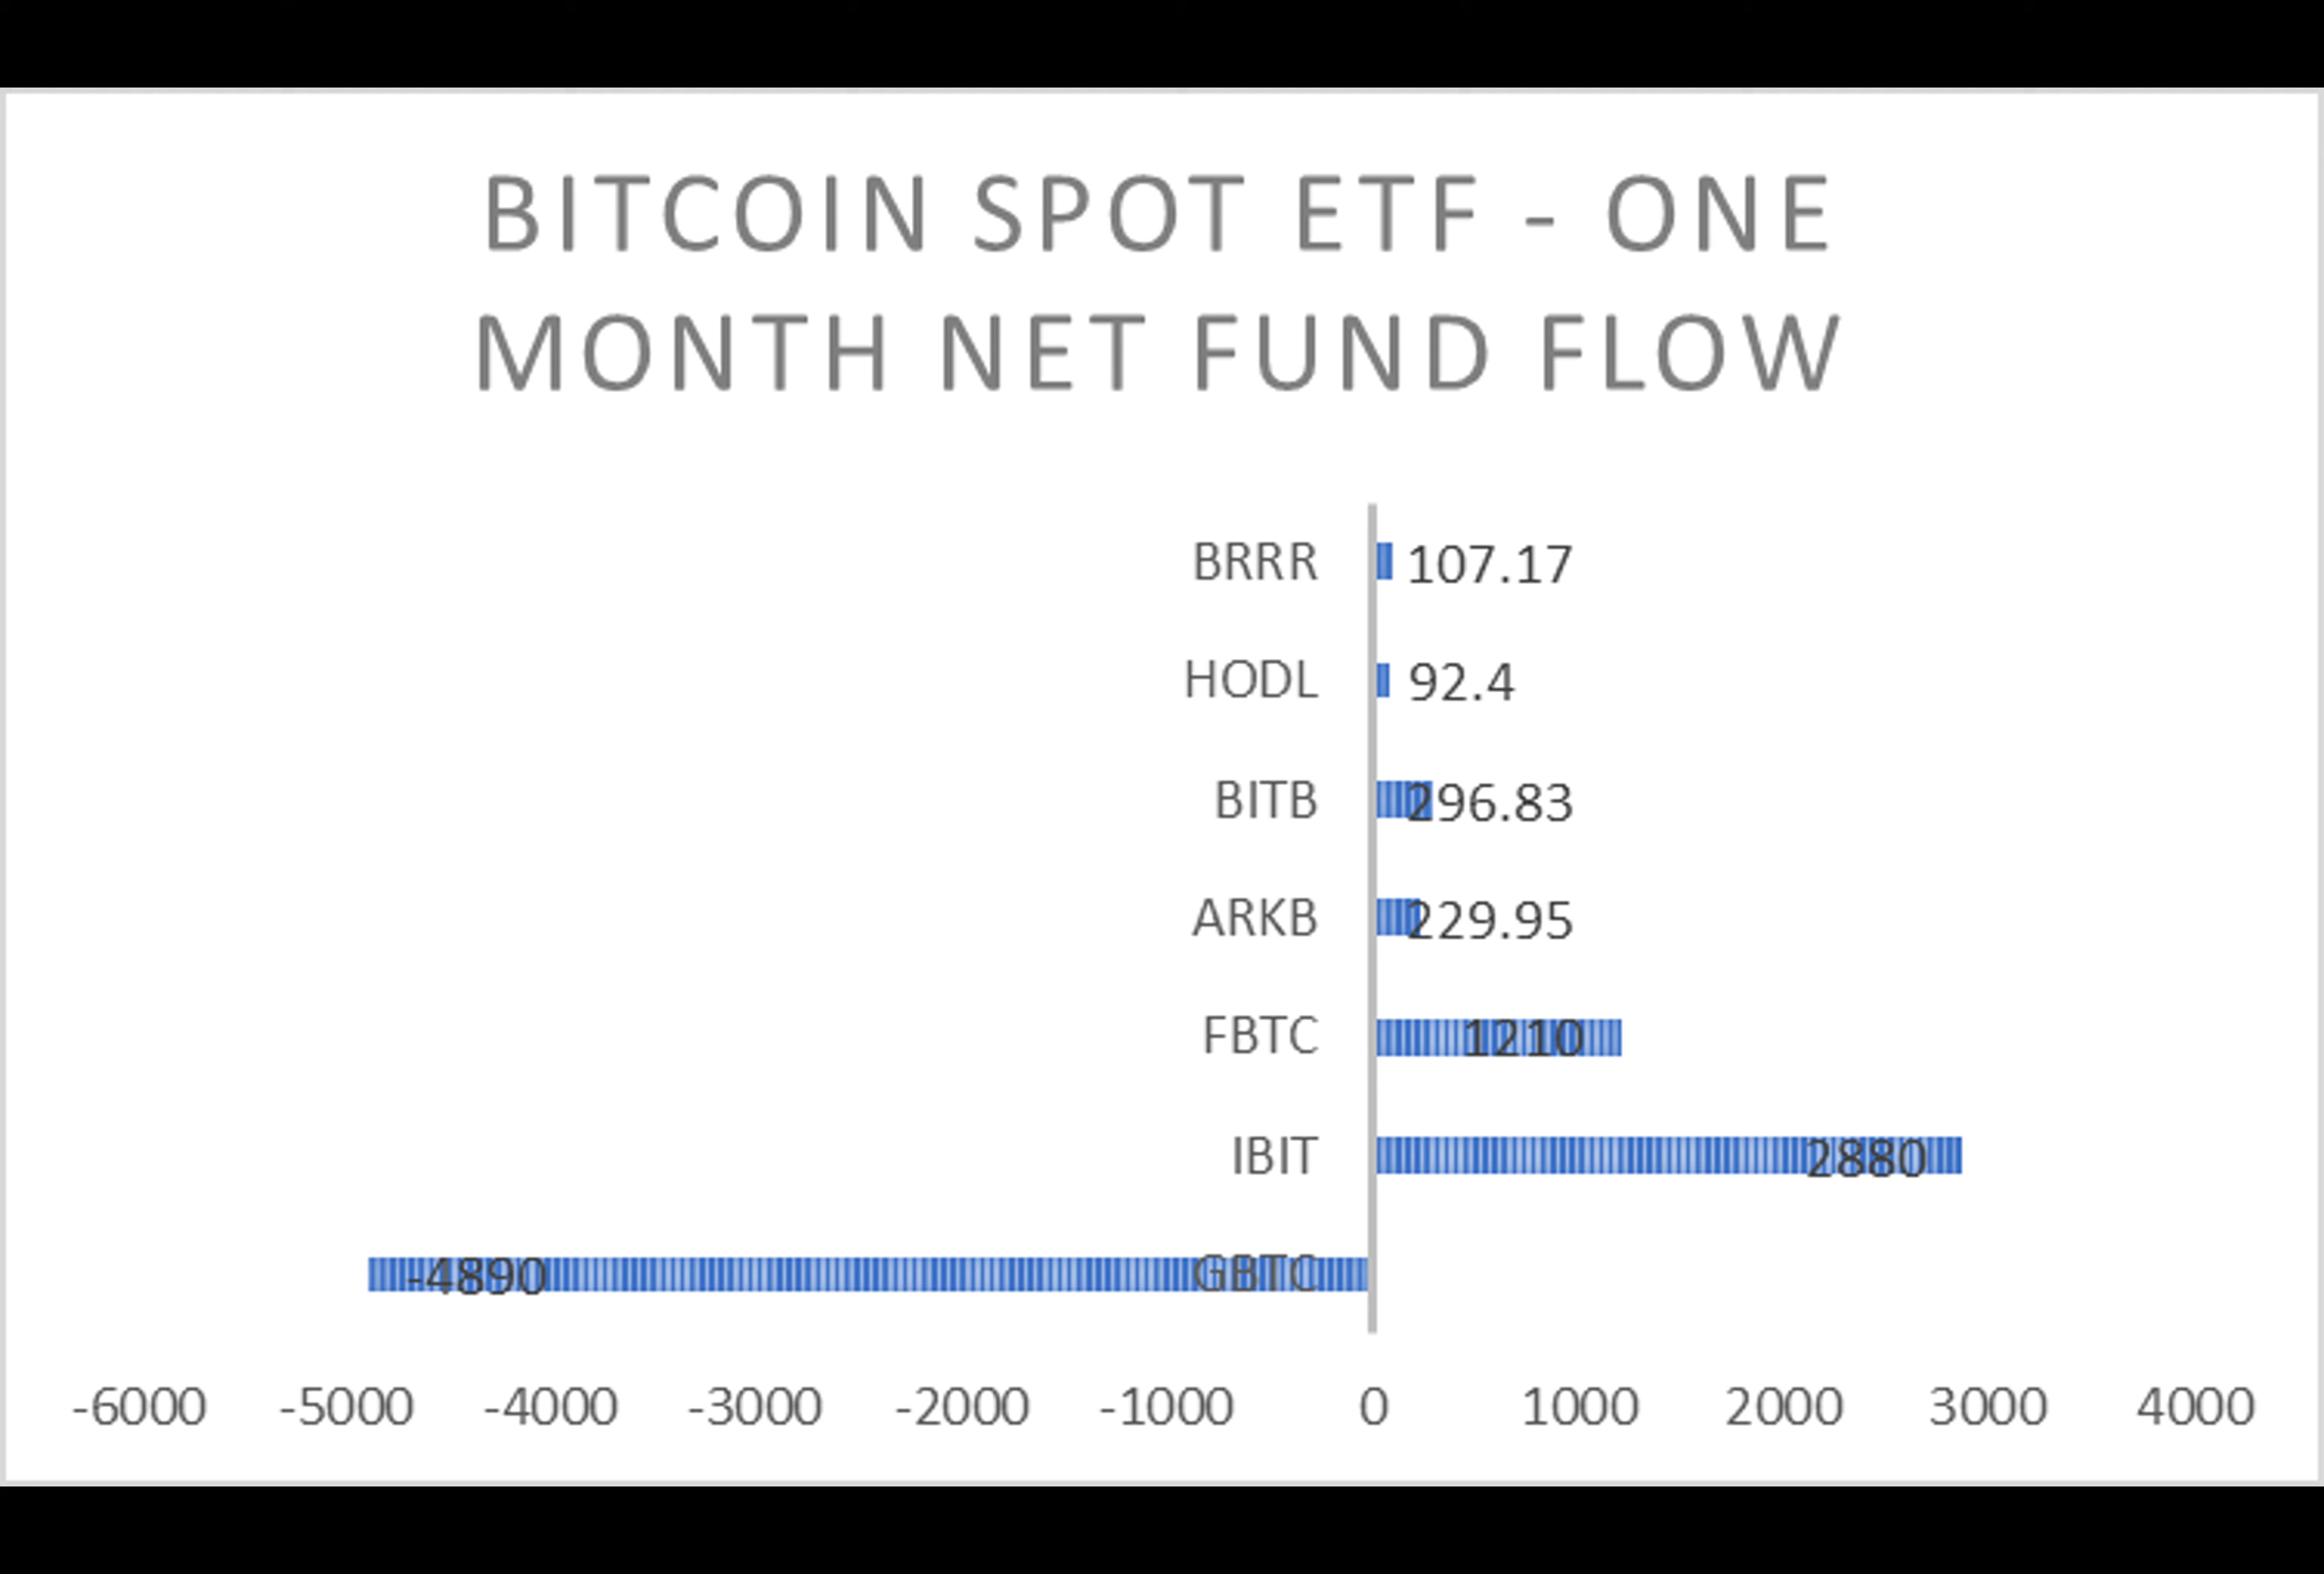 BITCOIN SPOT ETF - ONE
MONTH NET FUND FLOW
BRRR 107.17
HODL 92.4
BITB 296.83
ARKB 229.95
FBTC 1210
IBIT 2880
-4890 GBTC
-6000 -5000 -4000 -3000 -2000 -1000 0 1000 2000 3000 4000